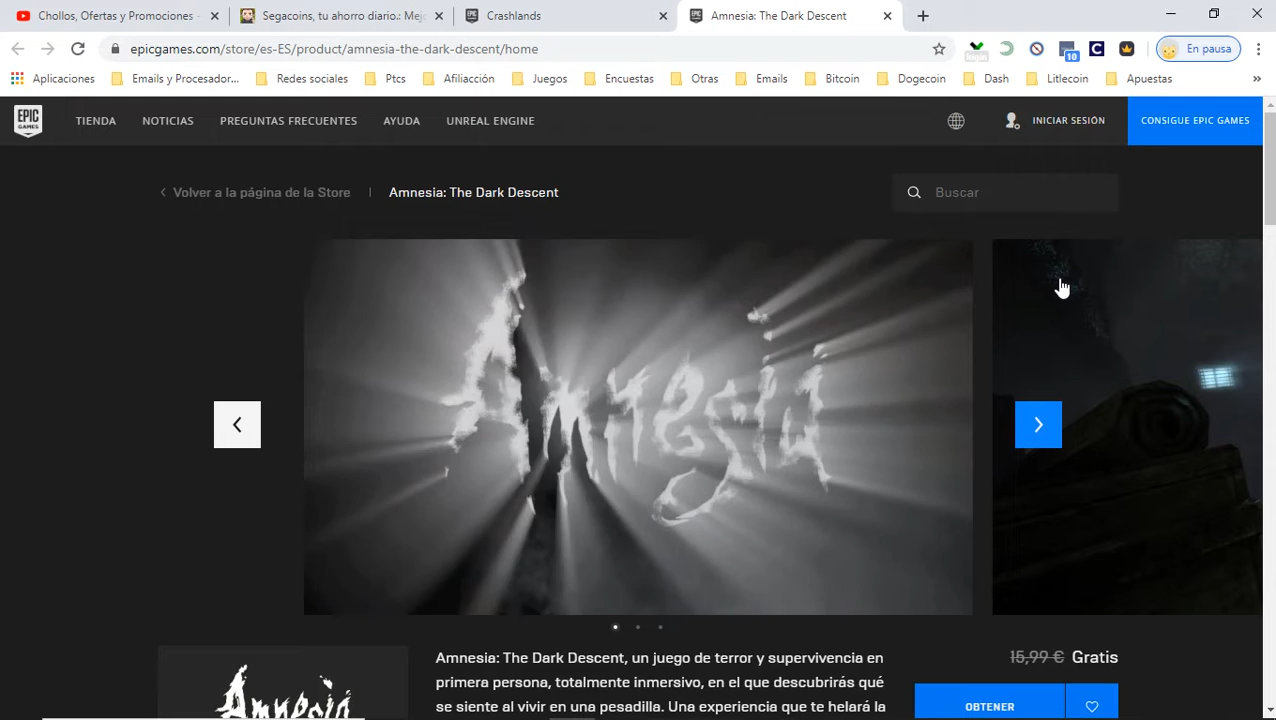 Chollos, Ofertas y Promociones - Segacoins, tu ahorro diario.: Mej Crashlands Amnesia: The Dark Descent
epicgames.com/store/es-ES/product/amnesia-the-dark-descent/home
10
En pausa
Aplicaciones Emails y Procesador... Redes sociales Ptcs Afiliacción Juegos Encuestas Otras Emails Bitcoin Dogecoin Dash Litlecoin Apuestas »
EPIC GAMES TIENDA NOTICIAS PREGUNTAS FRECUENTES AYUDA UNREAL ENGINE INICIAR SESIÓN CONSIGUE EPIC GAMES
Volver a la página de la Store | Amnesia: The Dark Descent Buscar
Amnesia
Amnesia: The Dark Descent, un juego de terror y supervivencia en
primera persona, totalmente inmersivo, en el que descubrirás qué
se siente al vivir en una pesadilla. Una experiencia que te helará la
Amnesia
15,99 € Gratis
OBTENER